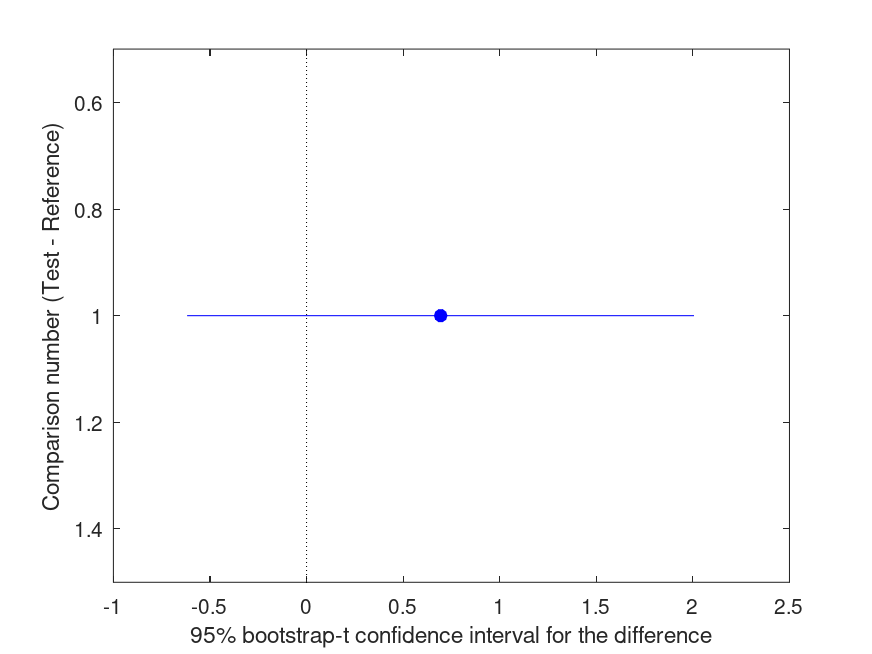 Comparison number (Test - Reference)
0.6
0.8
1
1.2
1.4
-1 -0.5 0 0.5 1 1.5 2 2.5
95% bootstrap-t confidence interval for the difference